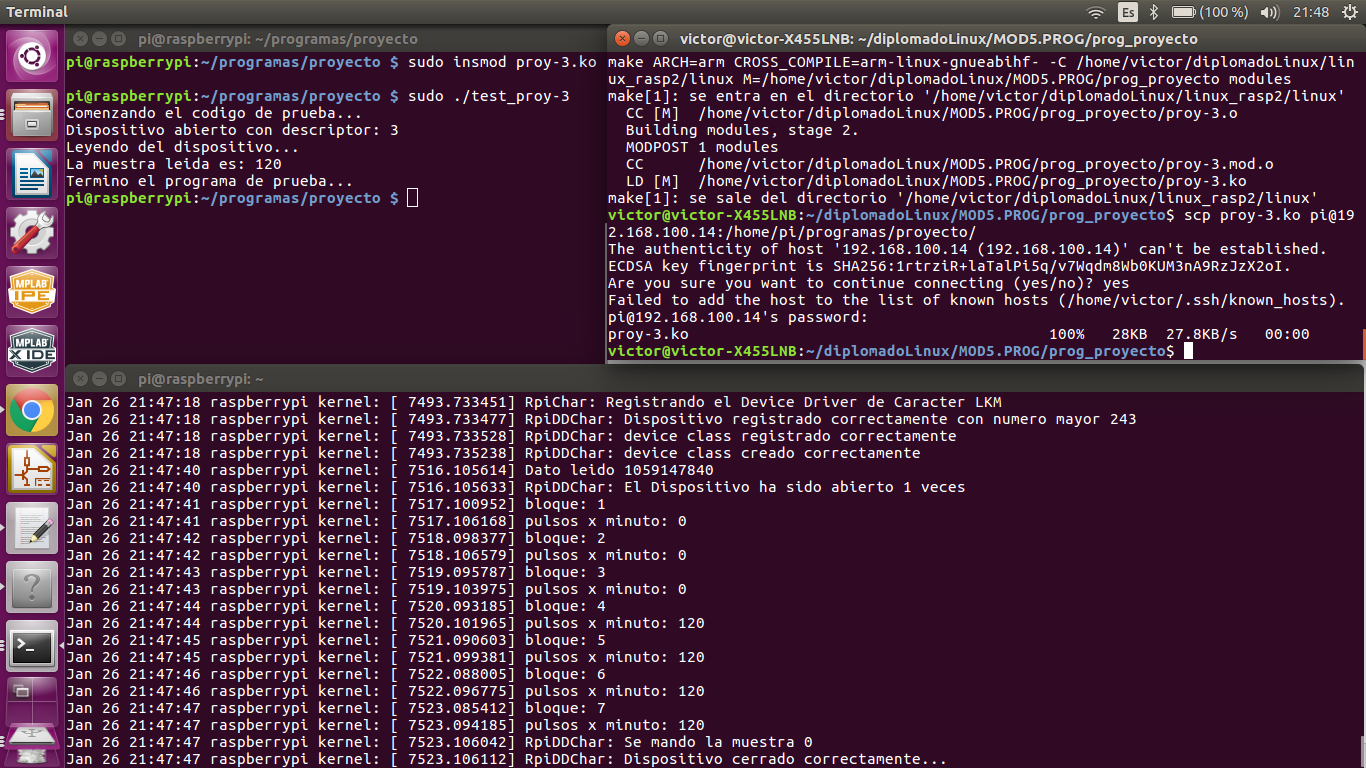 Terminal
Es
(100 %)
21:48
pi@raspberrypi: ~/programas/proyecto
pi@raspberrypi:~/programas/proyecto $ sudo insmod proy-3.ko
pi@raspberrypi:~/programas/proyecto $ sudo ./test_proy-3
Comenzando el codigo de prueba...
Dispositivo abierto con descriptor: 3
Leyendo del dispositivo...
La muestra leida es: 120
Termino el programa de prueba...
pi@raspberrypi:~/programas/proyecto $
victor@victor-X455LNB: ~/diplomadoLinux/MOD5.PROG/prog_proyecto
make ARCH=arm CROSS_COMPILE=arm-linux-gnueabihf- -C /home/victor/diplomadoLinux/lin
ux_rasp2/linux M=/home/victor/diplomadoLinux/MOD5.PROG/prog_proyecto modules
make[1]: se entra en el directorio '/home/victor/diplomadoLinux/linux_rasp2/linux'
CC [M]  /home/victor/diplomadoLinux/MOD5.PROG/prog_proyecto/proy-3.o
Building modules, stage 2.
MODPOST 1 modules
CC      /home/victor/diplomadoLinux/MOD5.PROG/prog_proyecto/proy-3.mod.o
LD [M]  /home/victor/diplomadoLinux/MOD5.PROG/prog_proyecto/proy-3.ko
make[1]: se sale del directorio '/home/victor/diplomadoLinux/linux_rasp2/linux'
victor@victor-X455LNB:~/diplomadoLinux/MOD5.PROG/prog_proyecto$ scp proy-3.ko pi@19
2.168.100.14:/home/pi/programas/proyecto/
The authenticity of host '192.168.100.14 (192.168.100.14)' can't be established.
ECDSA key fingerprint is SHA256:1rtrziR+laTalPi5q/v7Wqdm8Wb0KUM3nA9RzJzX2oI.
Are you sure you want to continue connecting (yes/no)? yes
Failed to add the host to the list of known hosts (/home/victor/.ssh/known_hosts).
pi@192.168.100.14's password:
proy-3.ko 100% 28KB 27.8KB/s 00:00
victor@victor-X455LNB:~/diplomadoLinux/MOD5.PROG/prog_proyecto$
MPLAB
IPE
MPLAB
X IDE
pi@raspberrypi: ~
Jan 26 21:47:18 raspberrypi kernel: [ 7493.733451] RpiChar: Registrando el Device Driver de Caracter LKM
Jan 26 21:47:18 raspberrypi kernel: [ 7493.733477] RpiDDChar: Dispositivo registrado correctamente con numero mayor 243
Jan 26 21:47:18 raspberrypi kernel: [ 7493.733528] RpiDDChar: device class registrado correctamente
Jan 26 21:47:18 raspberrypi kernel: [ 7493.735238] RpiDDChar: device class creado correctamente
Jan 26 21:47:40 raspberrypi kernel: [ 7516.105614] Dato leido 1059147840
Jan 26 21:47:40 raspberrypi kernel: [ 7516.105633] RpiDDChar: El Dispositivo ha sido abierto 1 veces
Jan 26 21:47:41 raspberrypi kernel: [ 7517.100952] bloque: 1
Jan 26 21:47:41 raspberrypi kernel: [ 7517.106168] pulsos x minuto: 0
Jan 26 21:47:42 raspberrypi kernel: [ 7518.098377] bloque: 2
Jan 26 21:47:42 raspberrypi kernel: [ 7518.106579] pulsos x minuto: 0
Jan 26 21:47:43 raspberrypi kernel: [ 7519.095787] bloque: 3
Jan 26 21:47:43 raspberrypi kernel: [ 7519.103975] pulsos x minuto: 0
Jan 26 21:47:44 raspberrypi kernel: [ 7520.093185] bloque: 4
Jan 26 21:47:44 raspberrypi kernel: [ 7520.101965] pulsos x minuto: 120
Jan 26 21:47:45 raspberrypi kernel: [ 7521.090603] bloque: 5
Jan 26 21:47:45 raspberrypi kernel: [ 7521.099381] pulsos x minuto: 120
Jan 26 21:47:46 raspberrypi kernel: [ 7522.088005] bloque: 6
Jan 26 21:47:46 raspberrypi kernel: [ 7522.096775] pulsos x minuto: 120
Jan 26 21:47:47 raspberrypi kernel: [ 7523.085412] bloque: 7
Jan 26 21:47:47 raspberrypi kernel: [ 7523.094185] pulsos x minuto: 120
Jan 26 21:47:47 raspberrypi kernel: [ 7523.106042] RpiDDChar: Se mando la muestra 0
Jan 26 21:47:47 raspberrypi kernel: [ 7523.106112] RpiDDChar: Dispositivo cerrado correctamente...